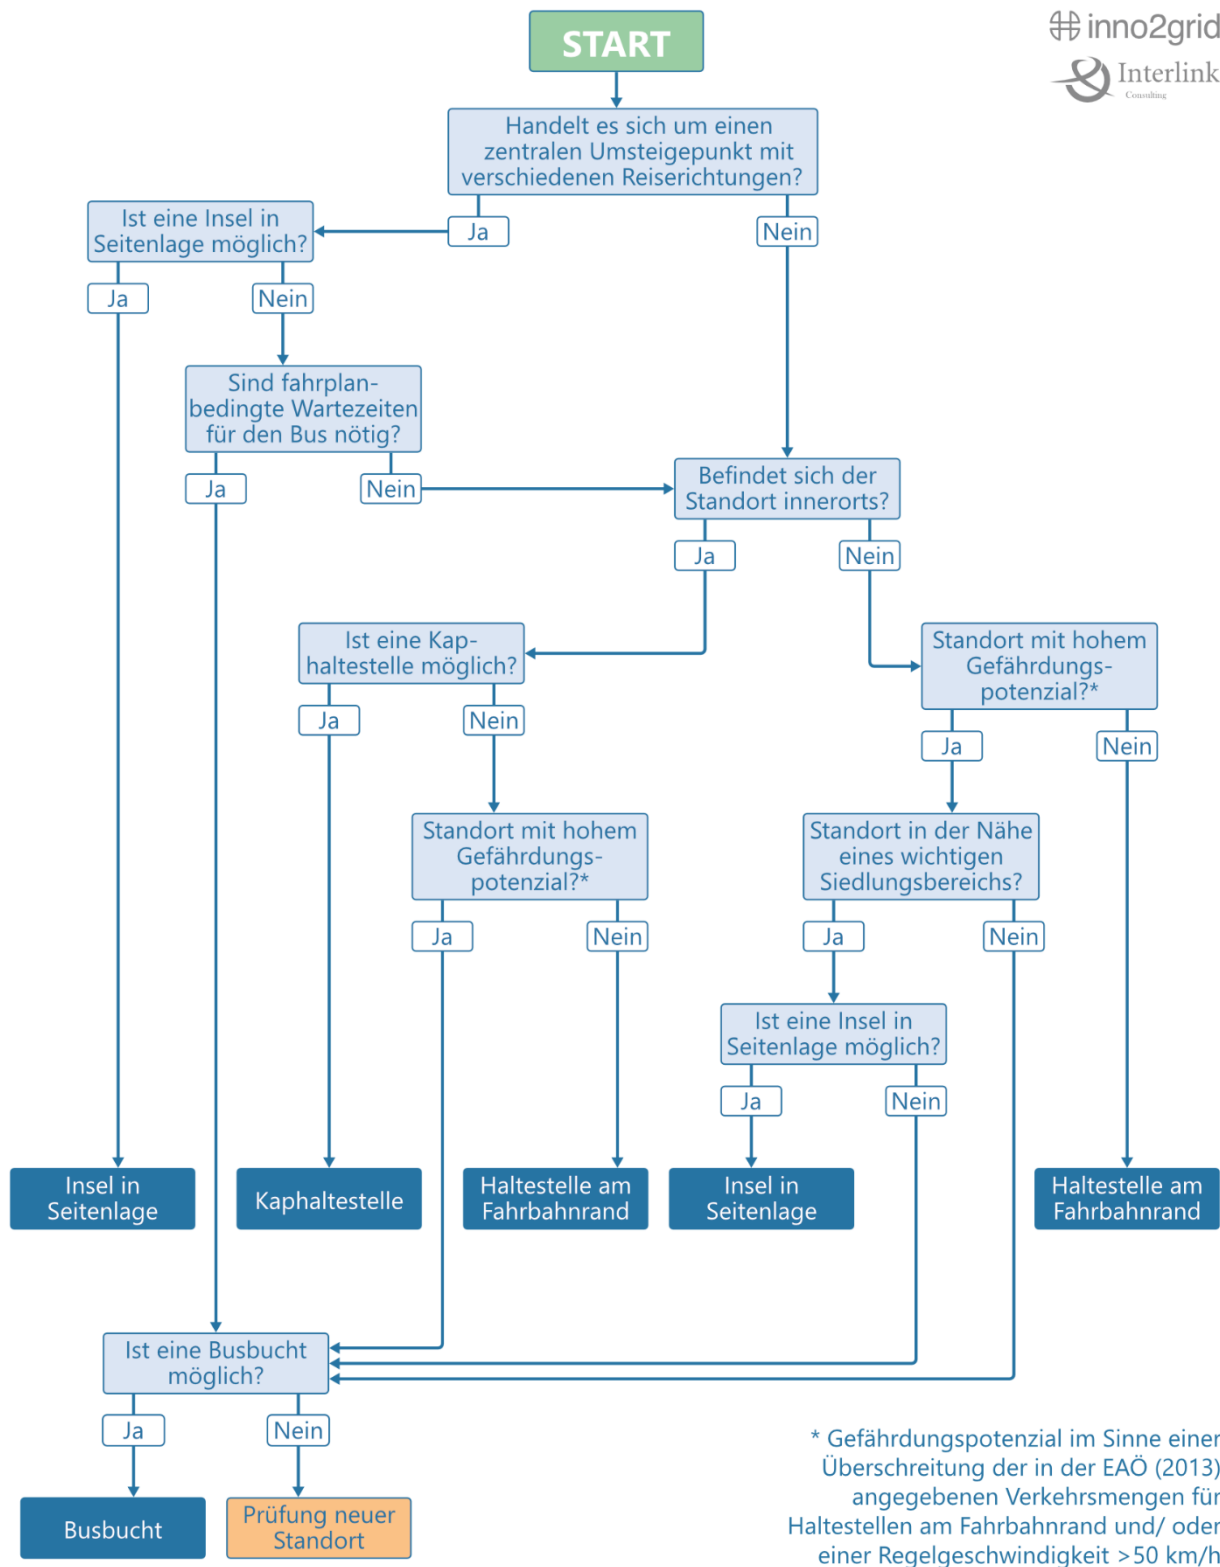 START
inno2grid
Interlink
Consulting
Handelt es sich um einen
zentralen Umsteigepunkt mit
verschiedenen Reiserichtungen?
Ja
Nein
Ist eine Insel in
Seitenlage möglich?
Ja
Nein
Sind fahrplan-
bedingte Wartezeiten
für den Bus nötig?
Ja
Nein
Befindet sich der
Standort innerorts?
Ja
Nein
Ist eine Kap-
haltestelle möglich?
Ja
Nein
Standort mit hohem
Gefährdungs-
potenzial?*
Ja
Nein
Standort mit hohem
Gefährdungs-
potenzial?*
Ja
Nein
Standort in der Nähe
eines wichtigen
Siedlungsbereichs?
Ja
Nein
Ist eine Insel in
Seitenlage möglich?
Ja
Nein
Insel in
Seitenlage
Kaphaltestelle
Haltestelle am
Fahrbahnrand
Insel in
Seitenlage
Haltestelle am
Fahrbahnrand
Ist eine Busbucht
möglich?
Ja
Nein
Busbucht
Prüfung neuer
Standort
* Gefährdungspotenzial im Sinne einer
Überschreitung der in der EAÖ (2013)
angegebenen Verkehrsmengen für
Haltestellen am Fahrbahnrand und/ oder
einer Regelgeschwindigkeit >50 km/h